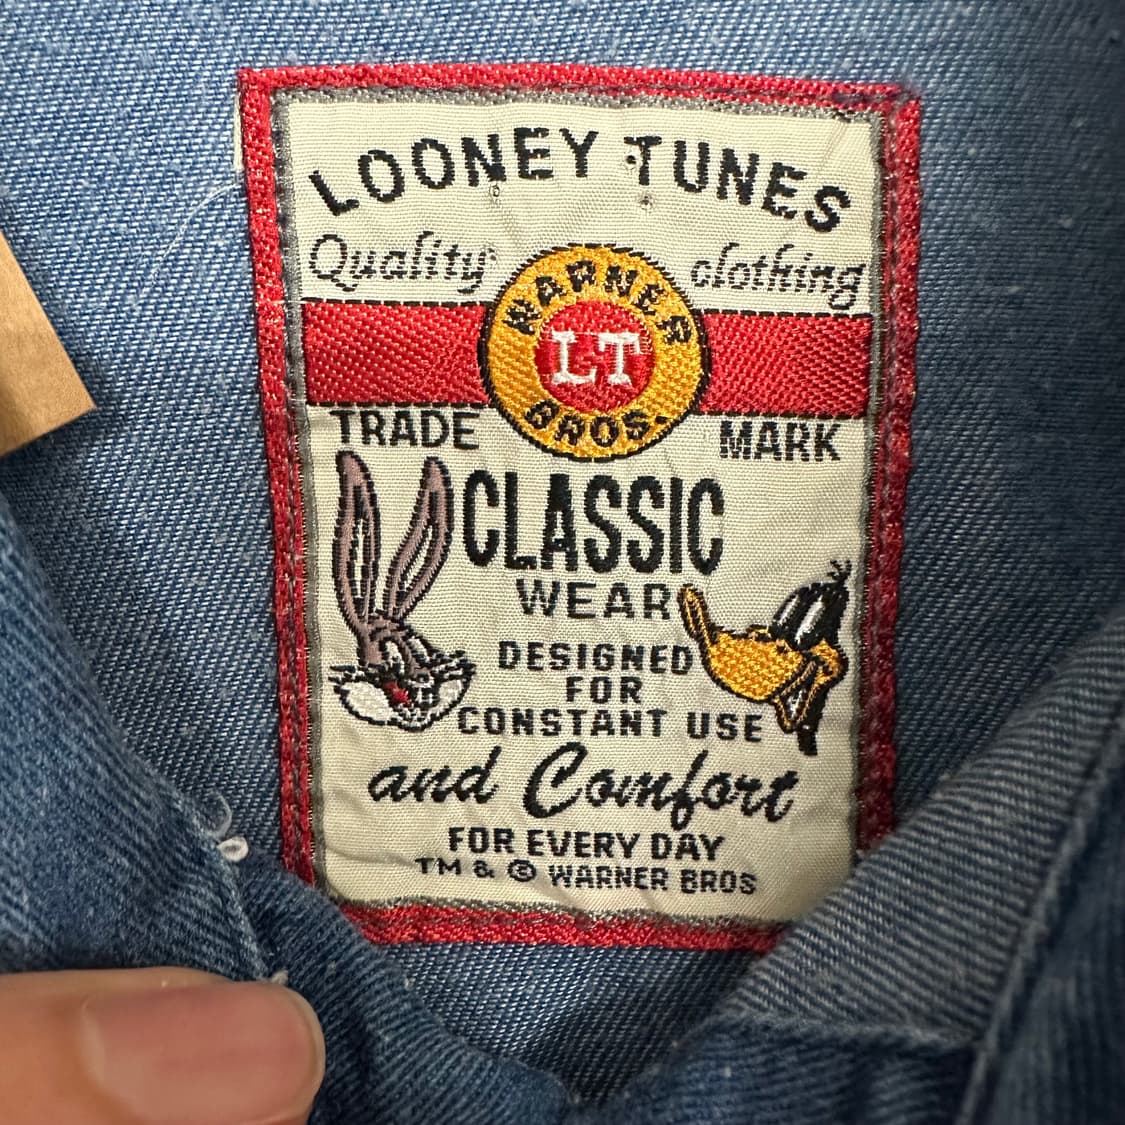 LOONEY TUNES
Quality clothing
WARNER
LT
BROS.
TRADE MARK
CLASSIC
WEAR
DESIGNED
FOR
CONSTANT USE
and Comfort
FOR EVERY DAY
TM & © WARNER BROS